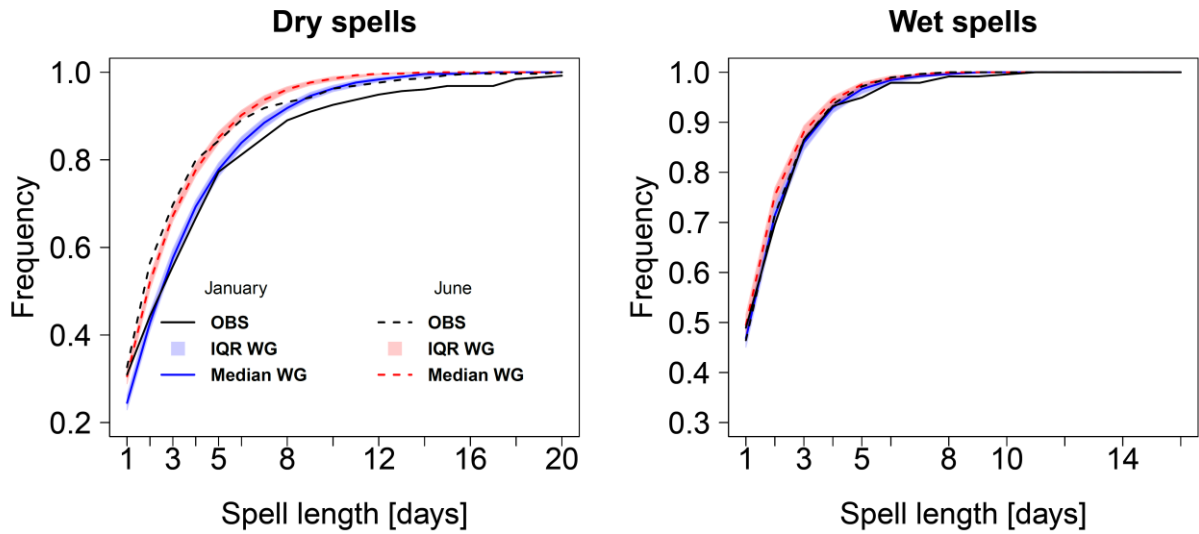 Dry spells
Frequency
1.0
0.8
0.6
0.4
0.2
January
June
OBS
OBS
IQR WG
IQR WG
Median WG
Median WG
1 3 5 8 12 16 20
Spell length [days]
Wet spells
Frequency
1.0
0.9
0.8
0.7
0.6
0.5
0.4
0.3
1 3 5 8 10 14
Spell length [days]